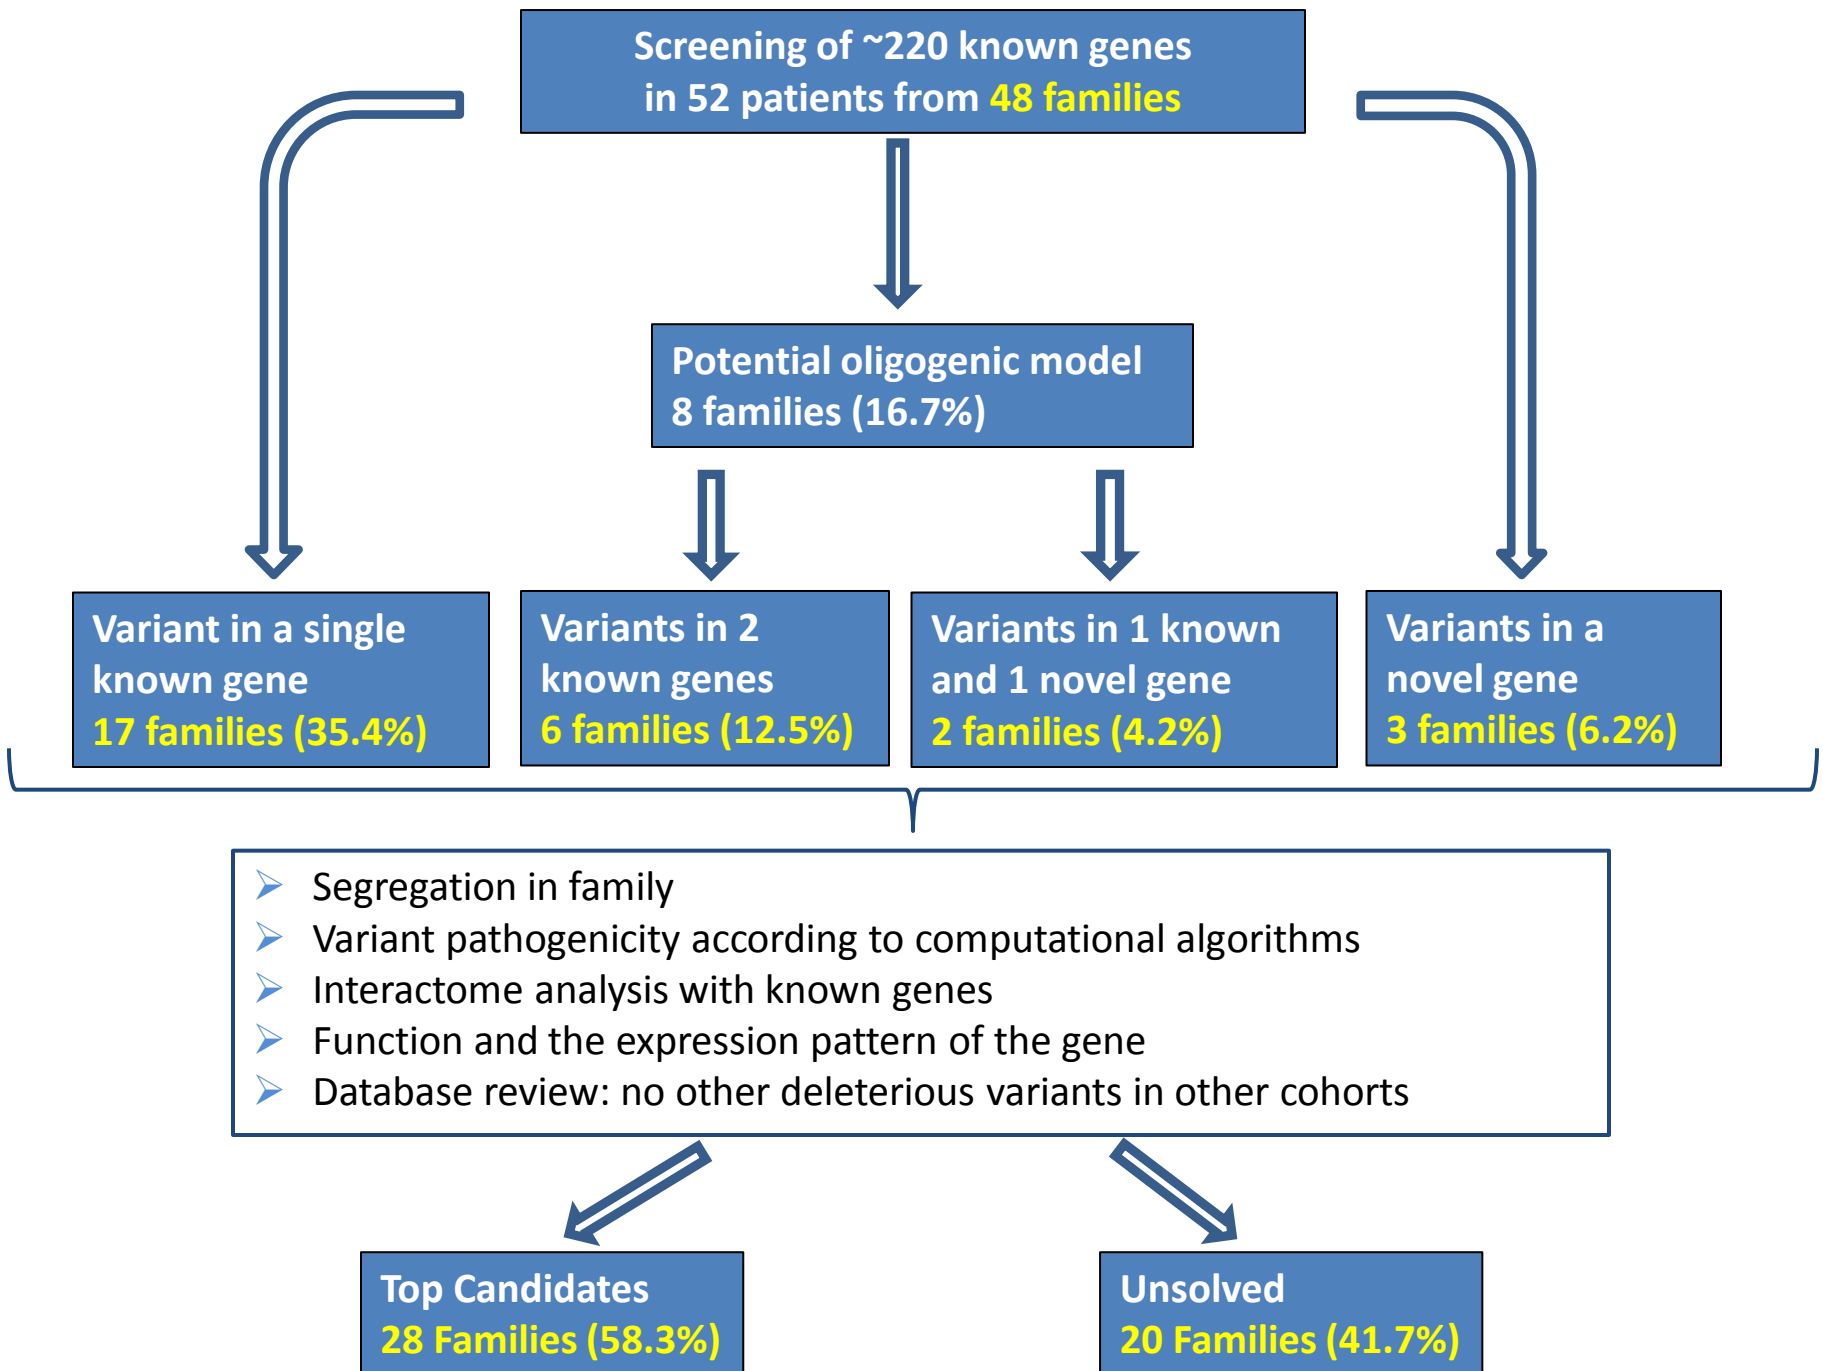 Screening of ~220 known genes
in 52 patients from 48 families
Potential oligogenic model
8 families (16.7%)
Variant in a single
known gene
17 families (35.4%)
Variants in 2
known genes
6 families (12.5%)
Variants in 1 known
and 1 novel gene
2 families (4.2%)
Variants in a
novel gene
3 families (6.2%)
Segregation in family
Variant pathogenicity according to computational algorithms
Interactome analysis with known genes
Function and the expression pattern of the gene
Database review: no other deleterious variants in other cohorts
Top Candidates
28 Families (58.3%)
Unsolved
20 Families (41.7%)